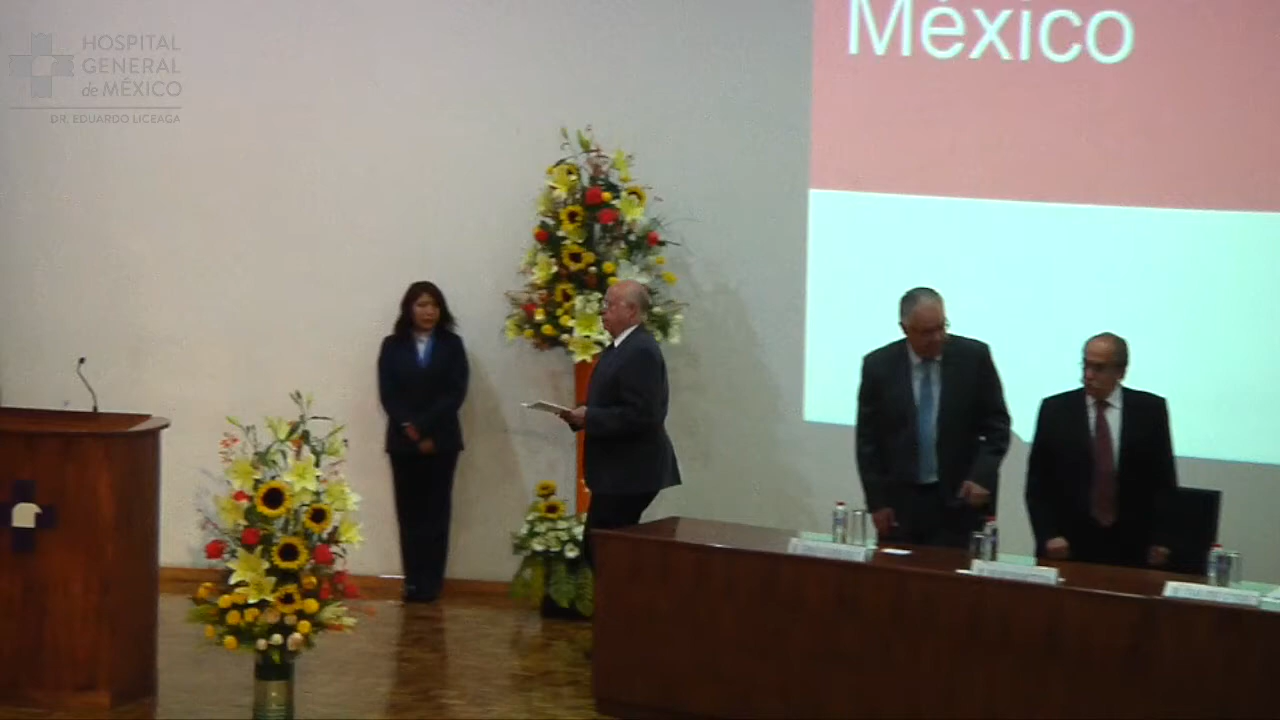 HOSPITAL
GENERAL
de MÉXICO
DR. EDUARDO LICEAGA
México